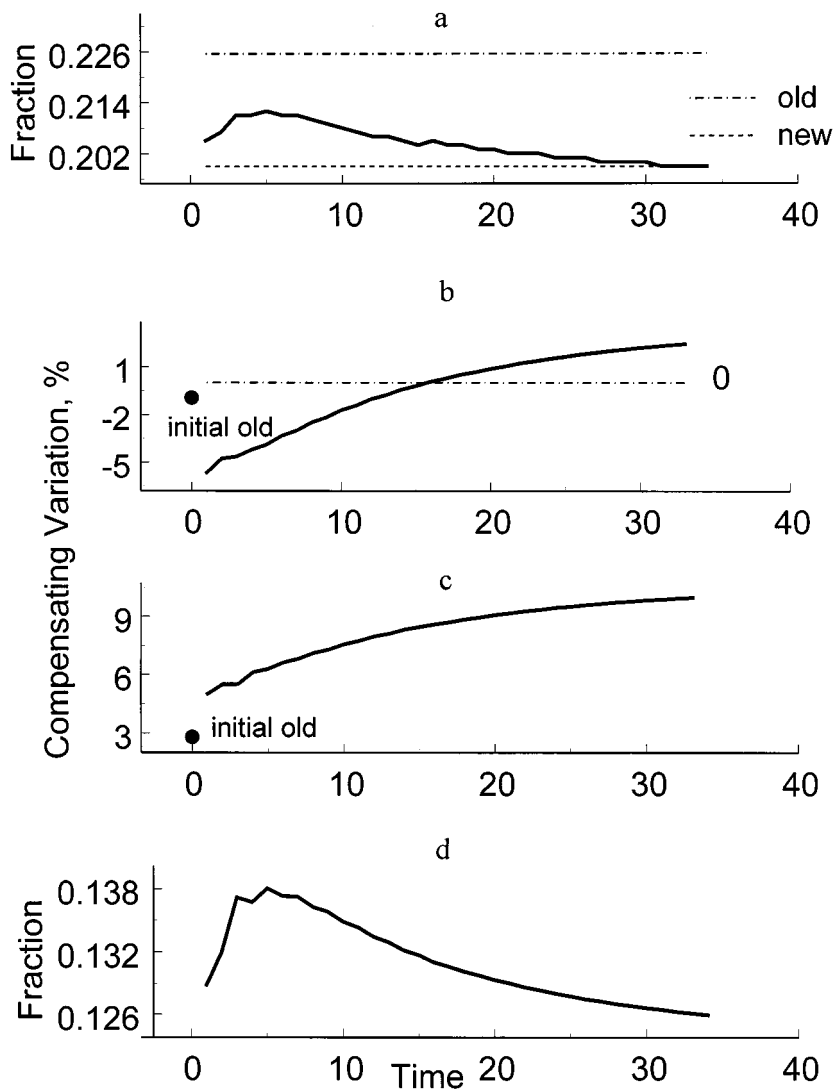 a
Fraction
0.226
0.214
0.202
old
new
0 10 20 30 40
b
Compensating Variation, %
1
-2
-5
initial old
0
0 10 20 30 40
c
9
6
3
initial old
0 10 20 30 40
d
Fraction
0.138
0.132
0.126
0 10 20 30 40
Time